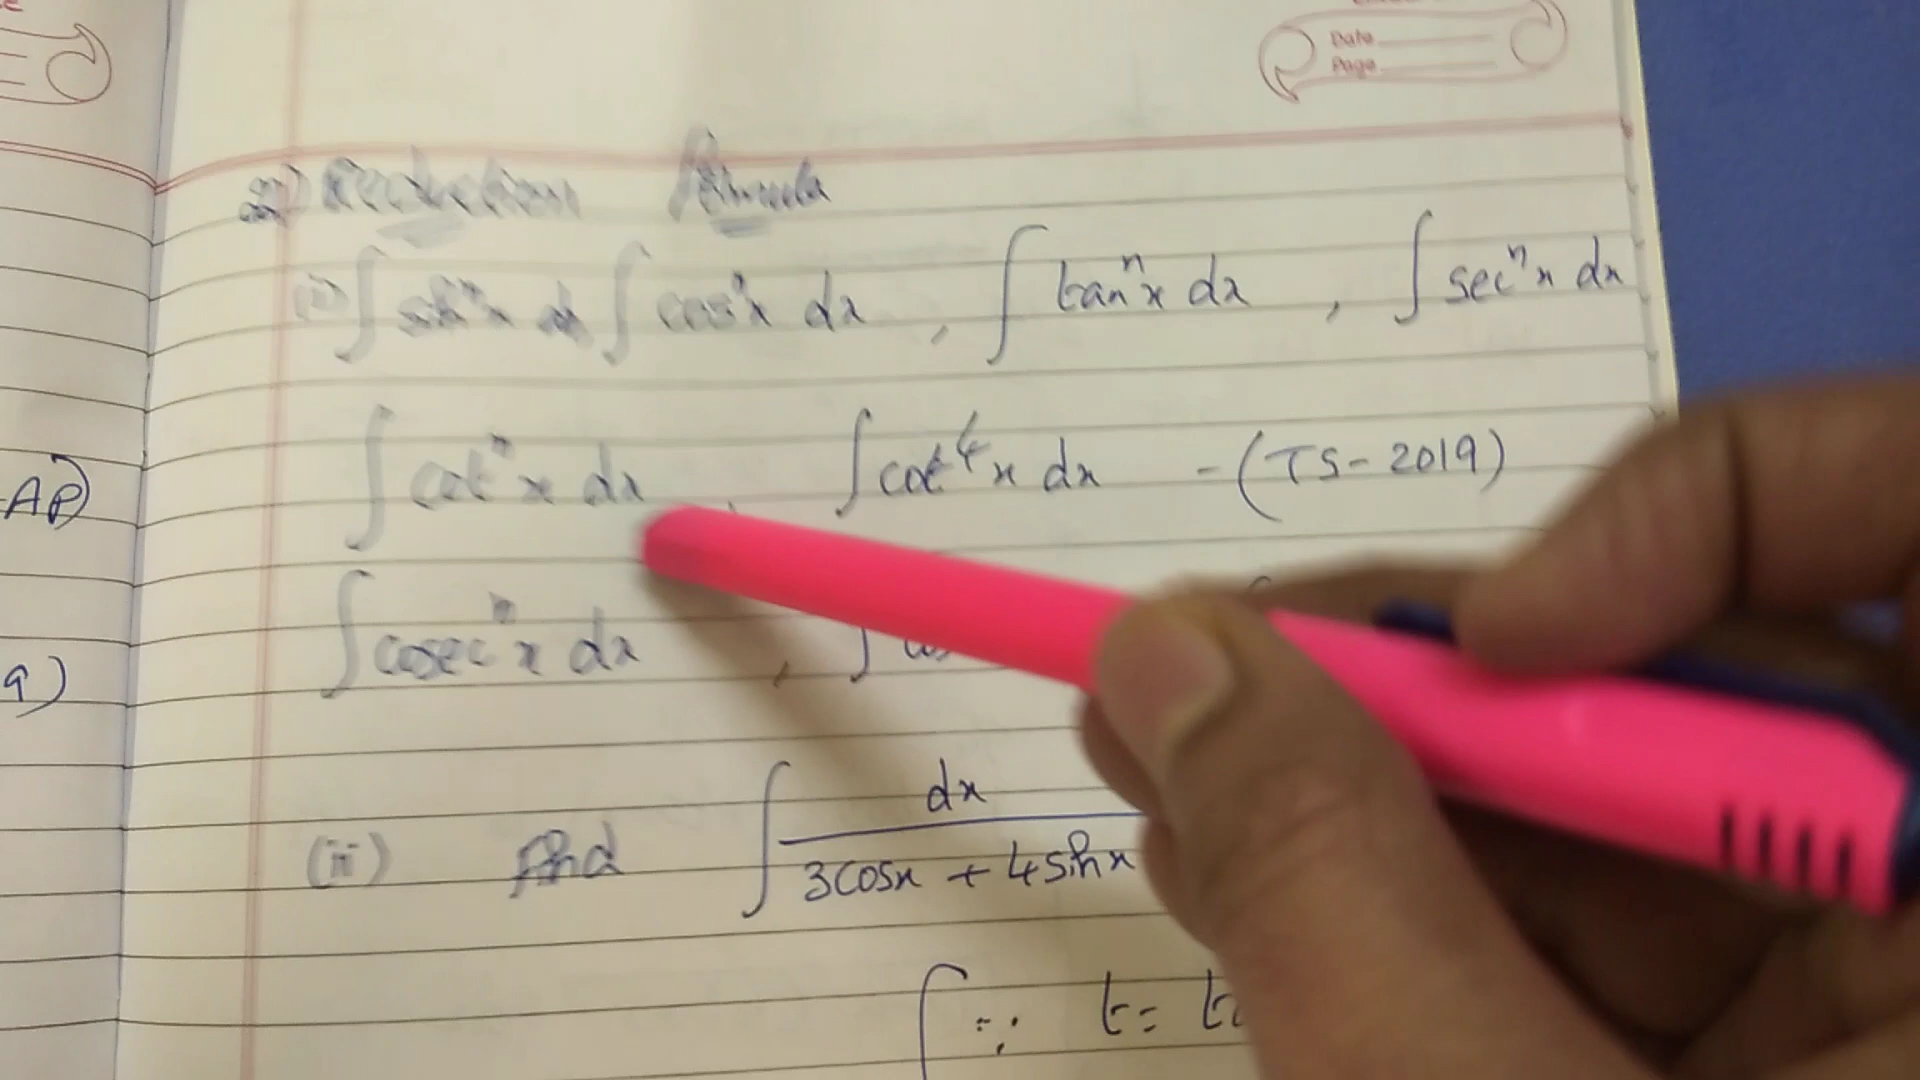 Date
Page
Reduction formula
(i) ∫ sinⁿx dx ∫ cosⁿx dx , ∫ tanⁿx dx , ∫ secⁿx dx
AP)
∫ cotⁿx dx , ∫ cot⁴x dx - (TS-2019)
∫ cosecⁿx dx , ∫
9)
(ii) find ∫ dx / 3cosx + 4sinx
∵ t =